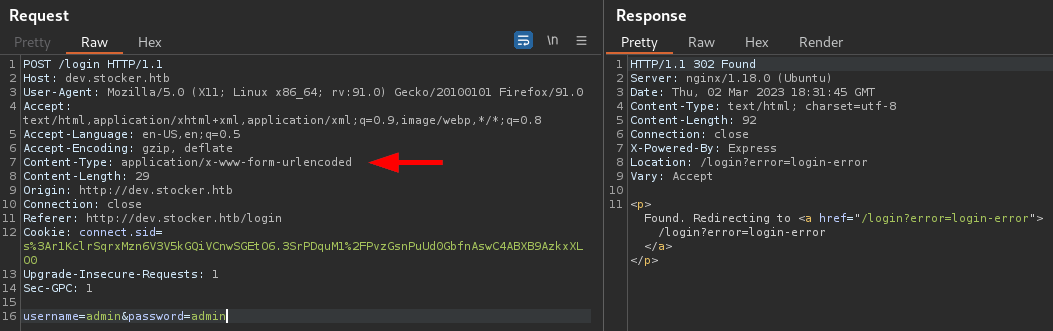 Request
Pretty Raw Hex
\n
1 POST /login HTTP/1.1
2 Host: dev.stocker.htb
3 User-Agent: Mozilla/5.0 (X11; Linux x86_64; rv:91.0) Gecko/20100101 Firefox/91.0
4 Accept:
text/html,application/xhtml+xml,application/xml;q=0.9,image/webp,*/*;q=0.8
5 Accept-Language: en-US,en;q=0.5
6 Accept-Encoding: gzip, deflate
7 Content-Type: application/x-www-form-urlencoded
8 Content-Length: 29
9 Origin: http://dev.stocker.htb
10 Connection: close
11 Referer: http://dev.stocker.htb/login
12 Cookie: connect.sid=
s%3Ar1KclrSqrxMzn6V3V5kGQiVCnwSGEtO6.3SrPDquM1%2FPvzGsnPuUdOGbfnAswC4ABXB9AzkxXL
OO
13 Upgrade-Insecure-Requests: 1
14 Sec-GPC: 1
15
16 username=admin&password=admin
Response
Pretty Raw Hex Render
1 HTTP/1.1 302 Found
2 Server: nginx/1.18.0 (Ubuntu)
3 Date: Thu, 02 Mar 2023 18:31:45 GMT
4 Content-Type: text/html; charset=utf-8
5 Content-Length: 92
6 Connection: close
7 X-Powered-By: Express
8 Location: /login?error=login-error
9 Vary: Accept
10
11 <p>
Found. Redirecting to <a href="/login?error=login-error">
/login?error=login-error
</a>
</p>